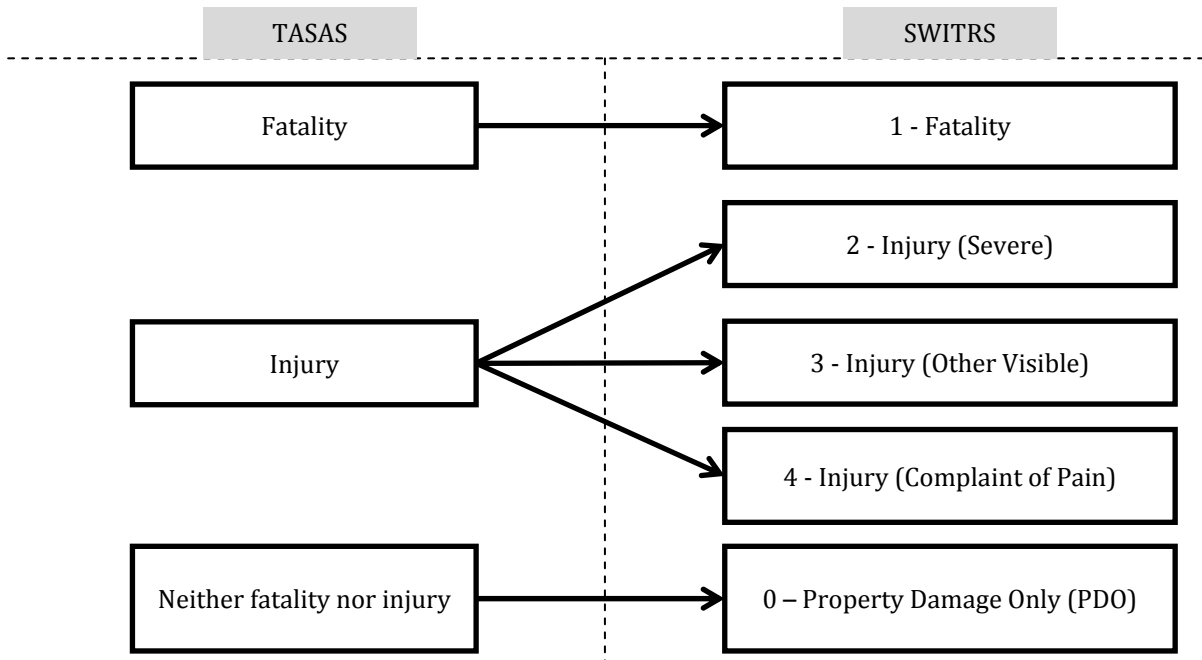 TASAS
SWITRS
Fatality
1 - Fatality
2 - Injury (Severe)
Injury
3 - Injury (Other Visible)
4 - Injury (Complaint of Pain)
Neither fatality nor injury
0 – Property Damage Only (PDO)